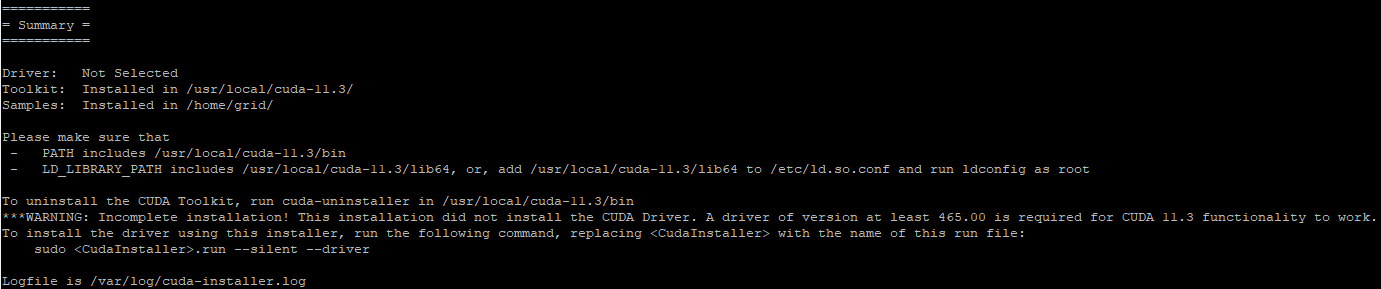 ===========
= Summary =
===========
Driver:   Not Selected
Toolkit:  Installed in /usr/local/cuda-11.3/
Samples:  Installed in /home/grid/
Please make sure that
 -   PATH includes /usr/local/cuda-11.3/bin
 -   LD_LIBRARY_PATH includes /usr/local/cuda-11.3/lib64, or, add /usr/local/cuda-11.3/lib64 to /etc/ld.so.conf and run ldconfig as root
To uninstall the CUDA Toolkit, run cuda-uninstaller in /usr/local/cuda-11.3/bin
***WARNING: Incomplete installation! This installation did not install the CUDA Driver. A driver of version at least 465.00 is required for CUDA 11.3 functionality to work.
To install the driver using this installer, run the following command, replacing <CudaInstaller> with the name of this run file:
    sudo <CudaInstaller>.run --silent --driver
Logfile is /var/log/cuda-installer.log